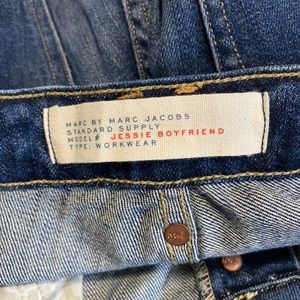 MARC BY MARC JACOBS
STANDARD SUPPLY
MODEL# JESSIE BOYFRIEND
TYPE: WORKWEAR